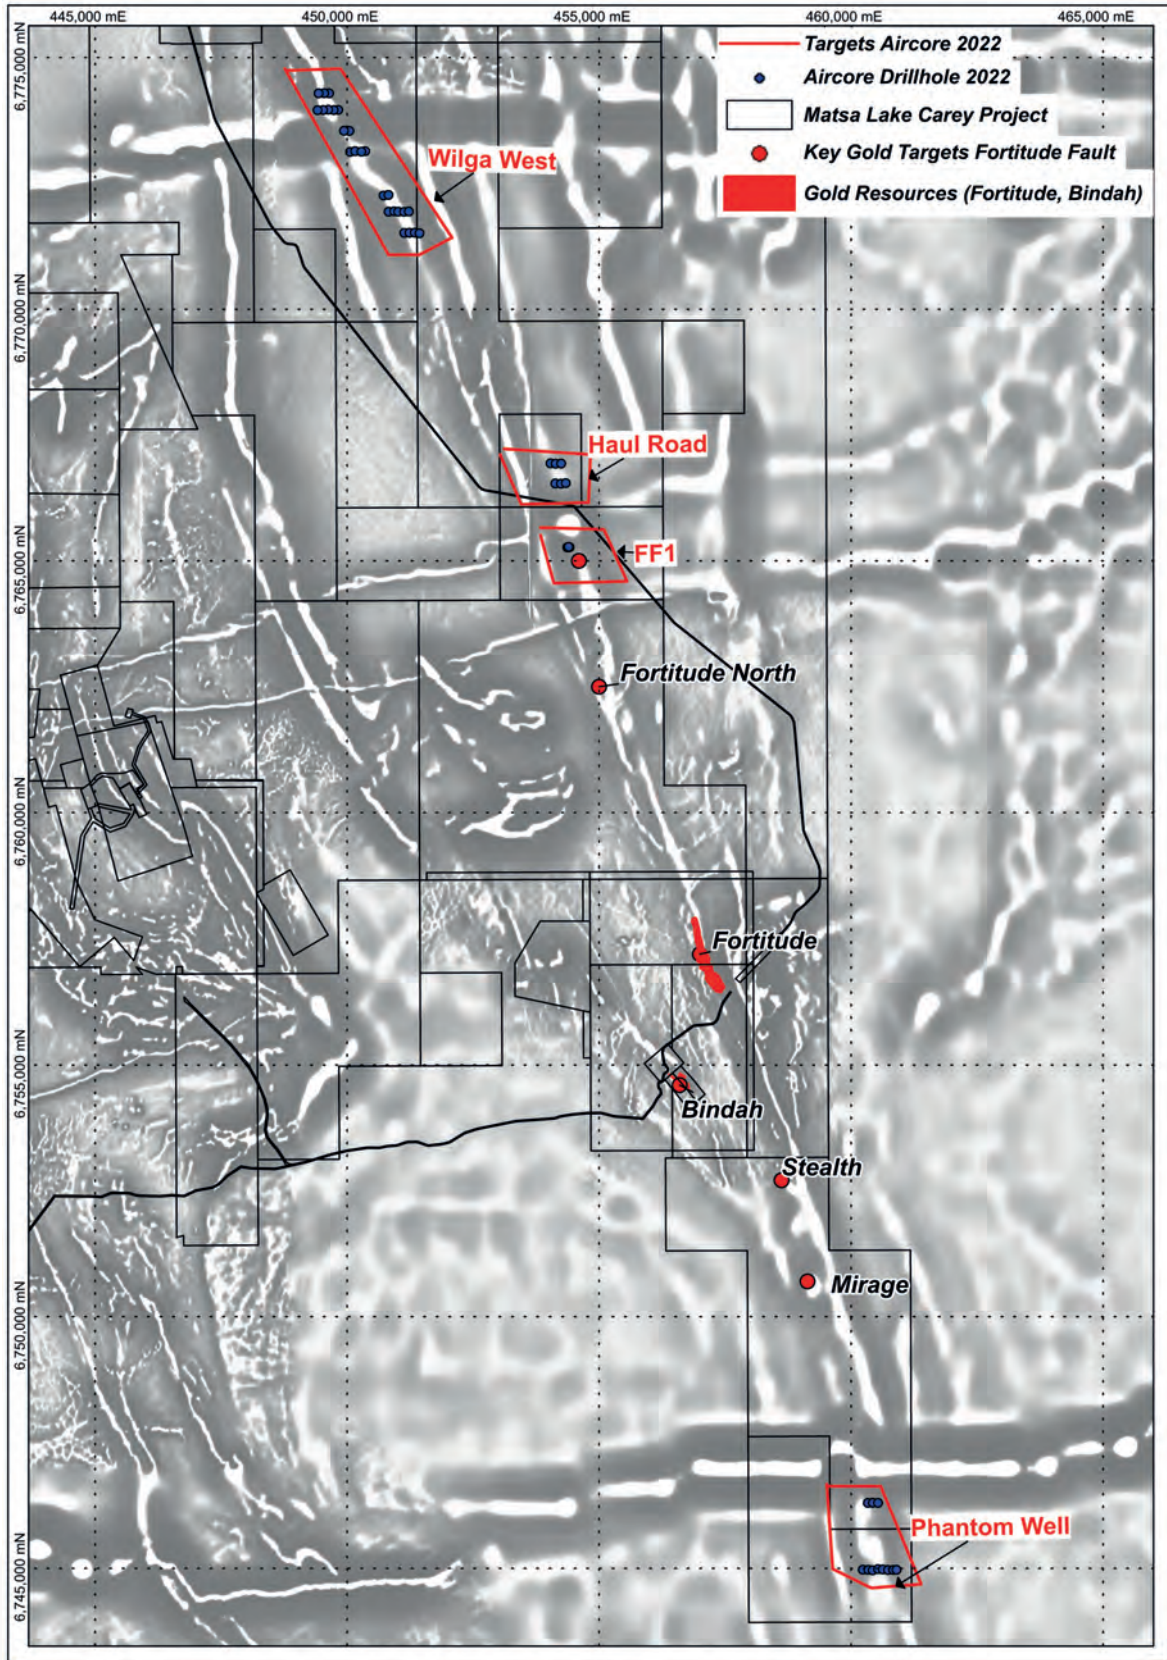 445,000 mE
450,000 mE
455,000 mE
460,000 mE
465,000 mE
Targets Aircore 2022
Aircore Drillhole 2022
Matsa Lake Carey Project
Key Gold Targets Fortitude Fault
Gold Resources (Fortitude, Bindah)
6,775,000 mN
Wilga West
6,770,000 mN
Haul Road
FF1
6,765,000 mN
Fortitude North
6,760,000 mN
Fortitude
6,755,000 mN
Bindah
Stealth
Mirage
6,750,000 mN
Phantom Well
6,745,000 mN